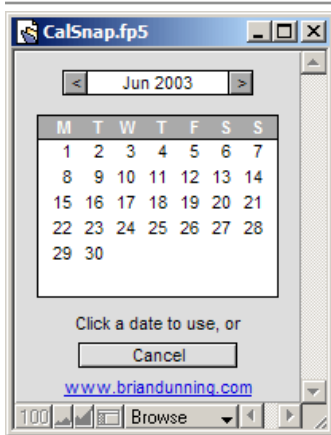 CalSnap.fp5
< Jun 2003 >
M T W T F S S
1 2 3 4 5 6 7
8 9 10 11 12 13 14
15 16 17 18 19 20 21
22 23 24 25 26 27 28
29 30
Click a date to use, or
Cancel
www.briandunning.com
100 Browse